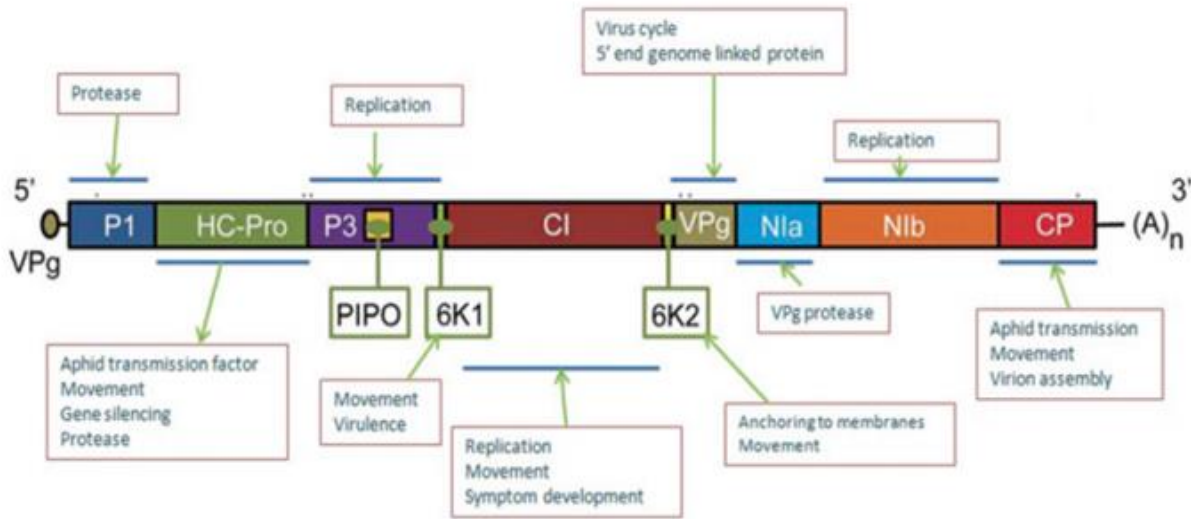 Virus cycle
5' end genome linked protein
Protease
Replication
Replication
5'
3'
P1
HC-Pro
P3
CI
VPg
NIa
NIb
CP
(A)n
VPg
PIPO
6K1
6K2
VPg protease
Aphid transmission factor
Movement
Gene silencing
Protease
Movement
Virulence
Replication
Movement
Symptom development
Anchoring to membranes
Movement
Aphid transmission
Movement
Virion assembly